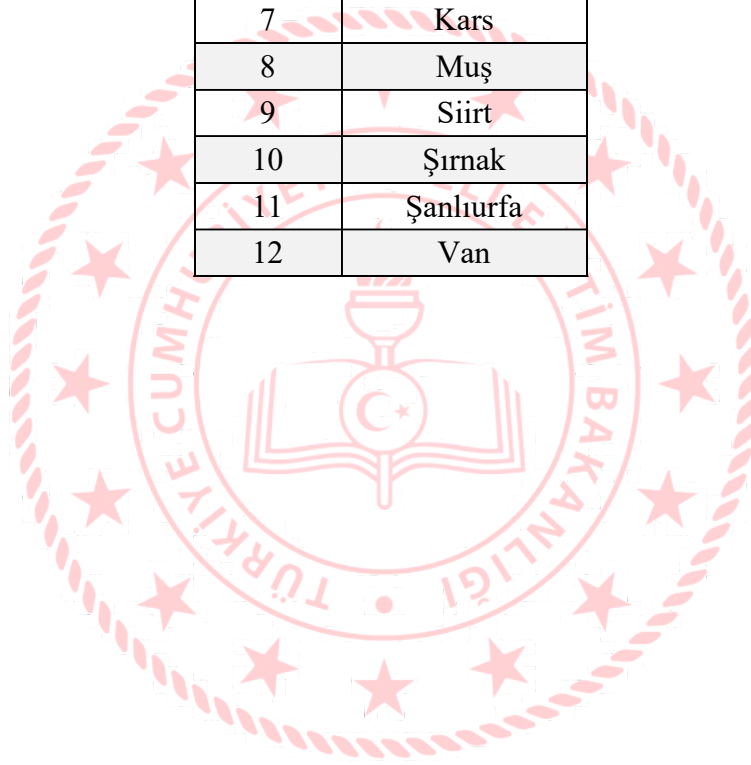 7 Kars
8 Muş
9 Siirt
10 Şırnak
11 Şanlıurfa
12 Van
TÜRKİYE CUMHURİYETİ MİLLÎ EĞİTİM BAKANLIĞI